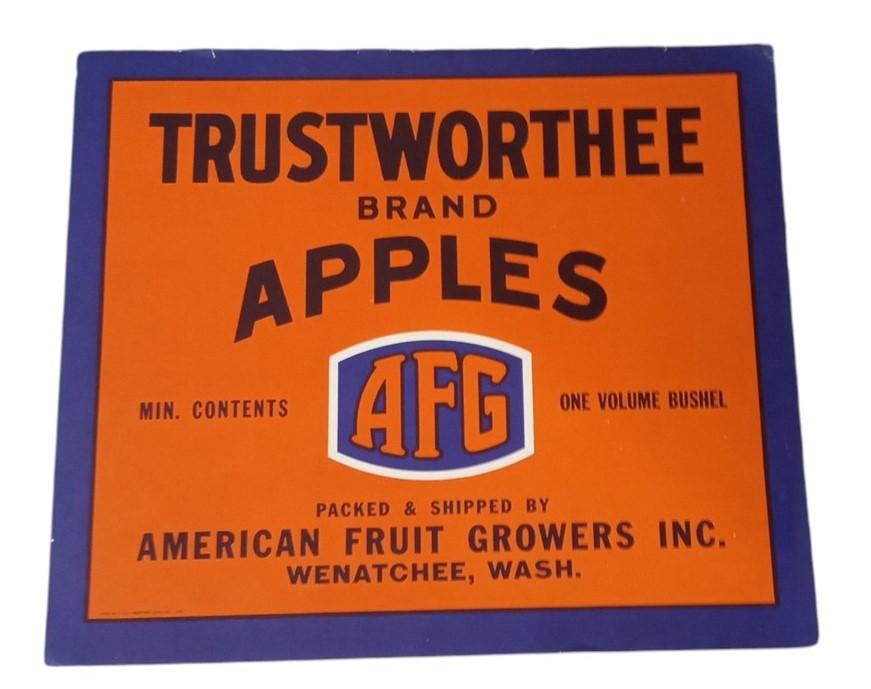 TRUSTWORTHEE
BRAND
APPLES
AFG
MIN. CONTENTS
ONE VOLUME BUSHEL
PACKED & SHIPPED BY
AMERICAN FRUIT GROWERS INC.
WENATCHEE, WASH.